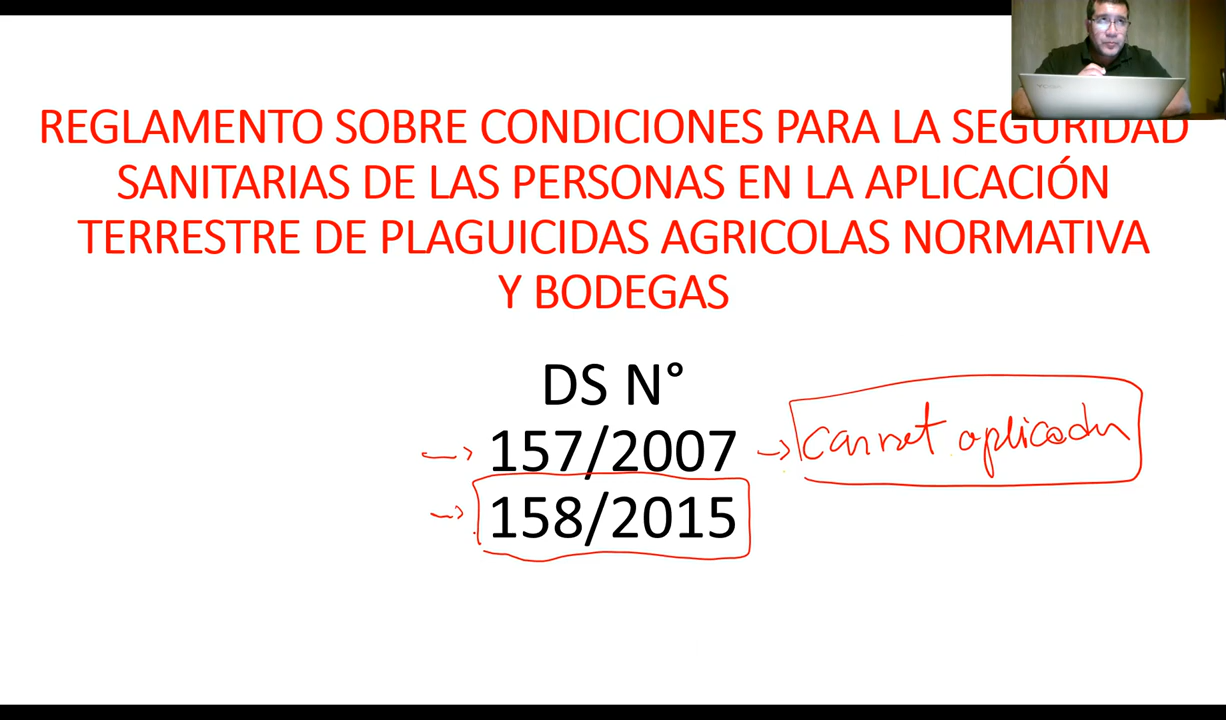 REGLAMENTO SOBRE CONDICIONES PARA LA SEGURIDAD
SANITARIAS DE LAS PERSONAS EN LA APLICACIÓN
TERRESTRE DE PLAGUICIDAS AGRICOLAS NORMATIVA
Y BODEGAS
DS N°
157/2007 carnet aplicador
158/2015